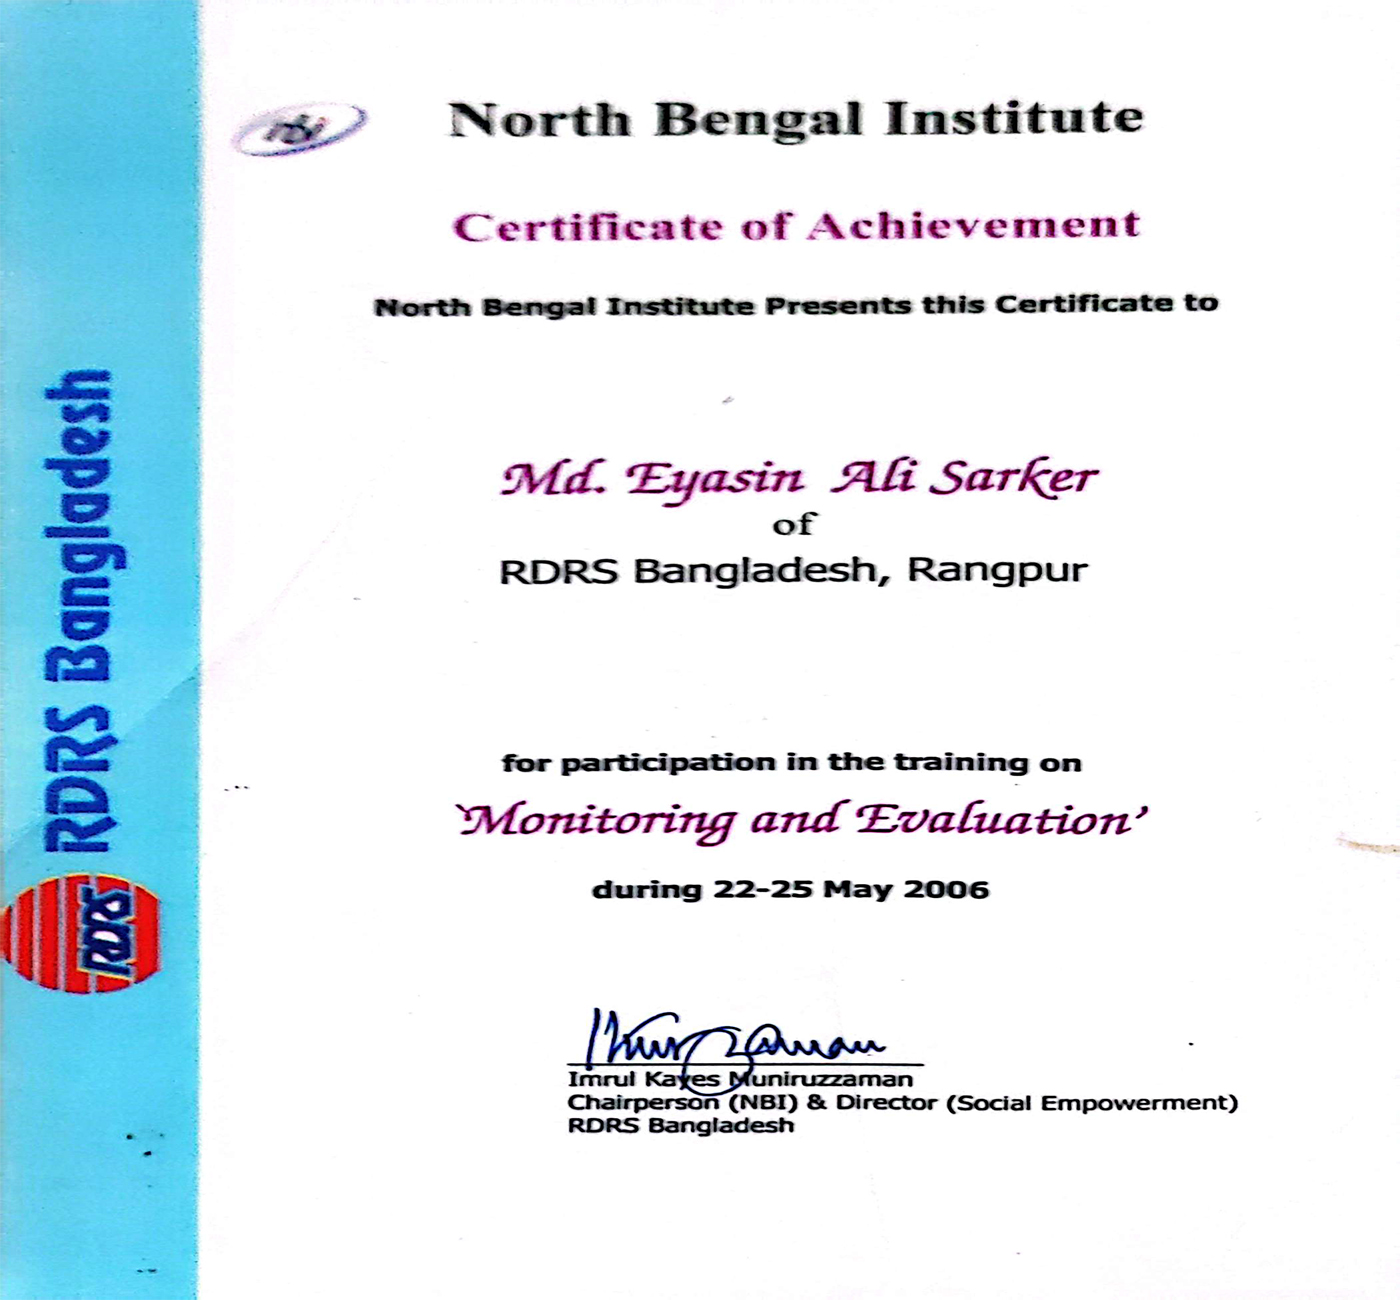 nbi
North Bengal Institute
Certificate of Achievement
North Bengal Institute Presents this Certificate to
Md. Eyasin Ali Sarker
of
RDRS Bangladesh, Rangpur
for participation in the training on
‘Monitoring and Evaluation’
during 22-25 May 2006
Imrul Kayes Muniruzzaman
Chairperson (NBI) & Director (Social Empowerment)
RDRS Bangladesh
RDRS Bangladesh
RDRS